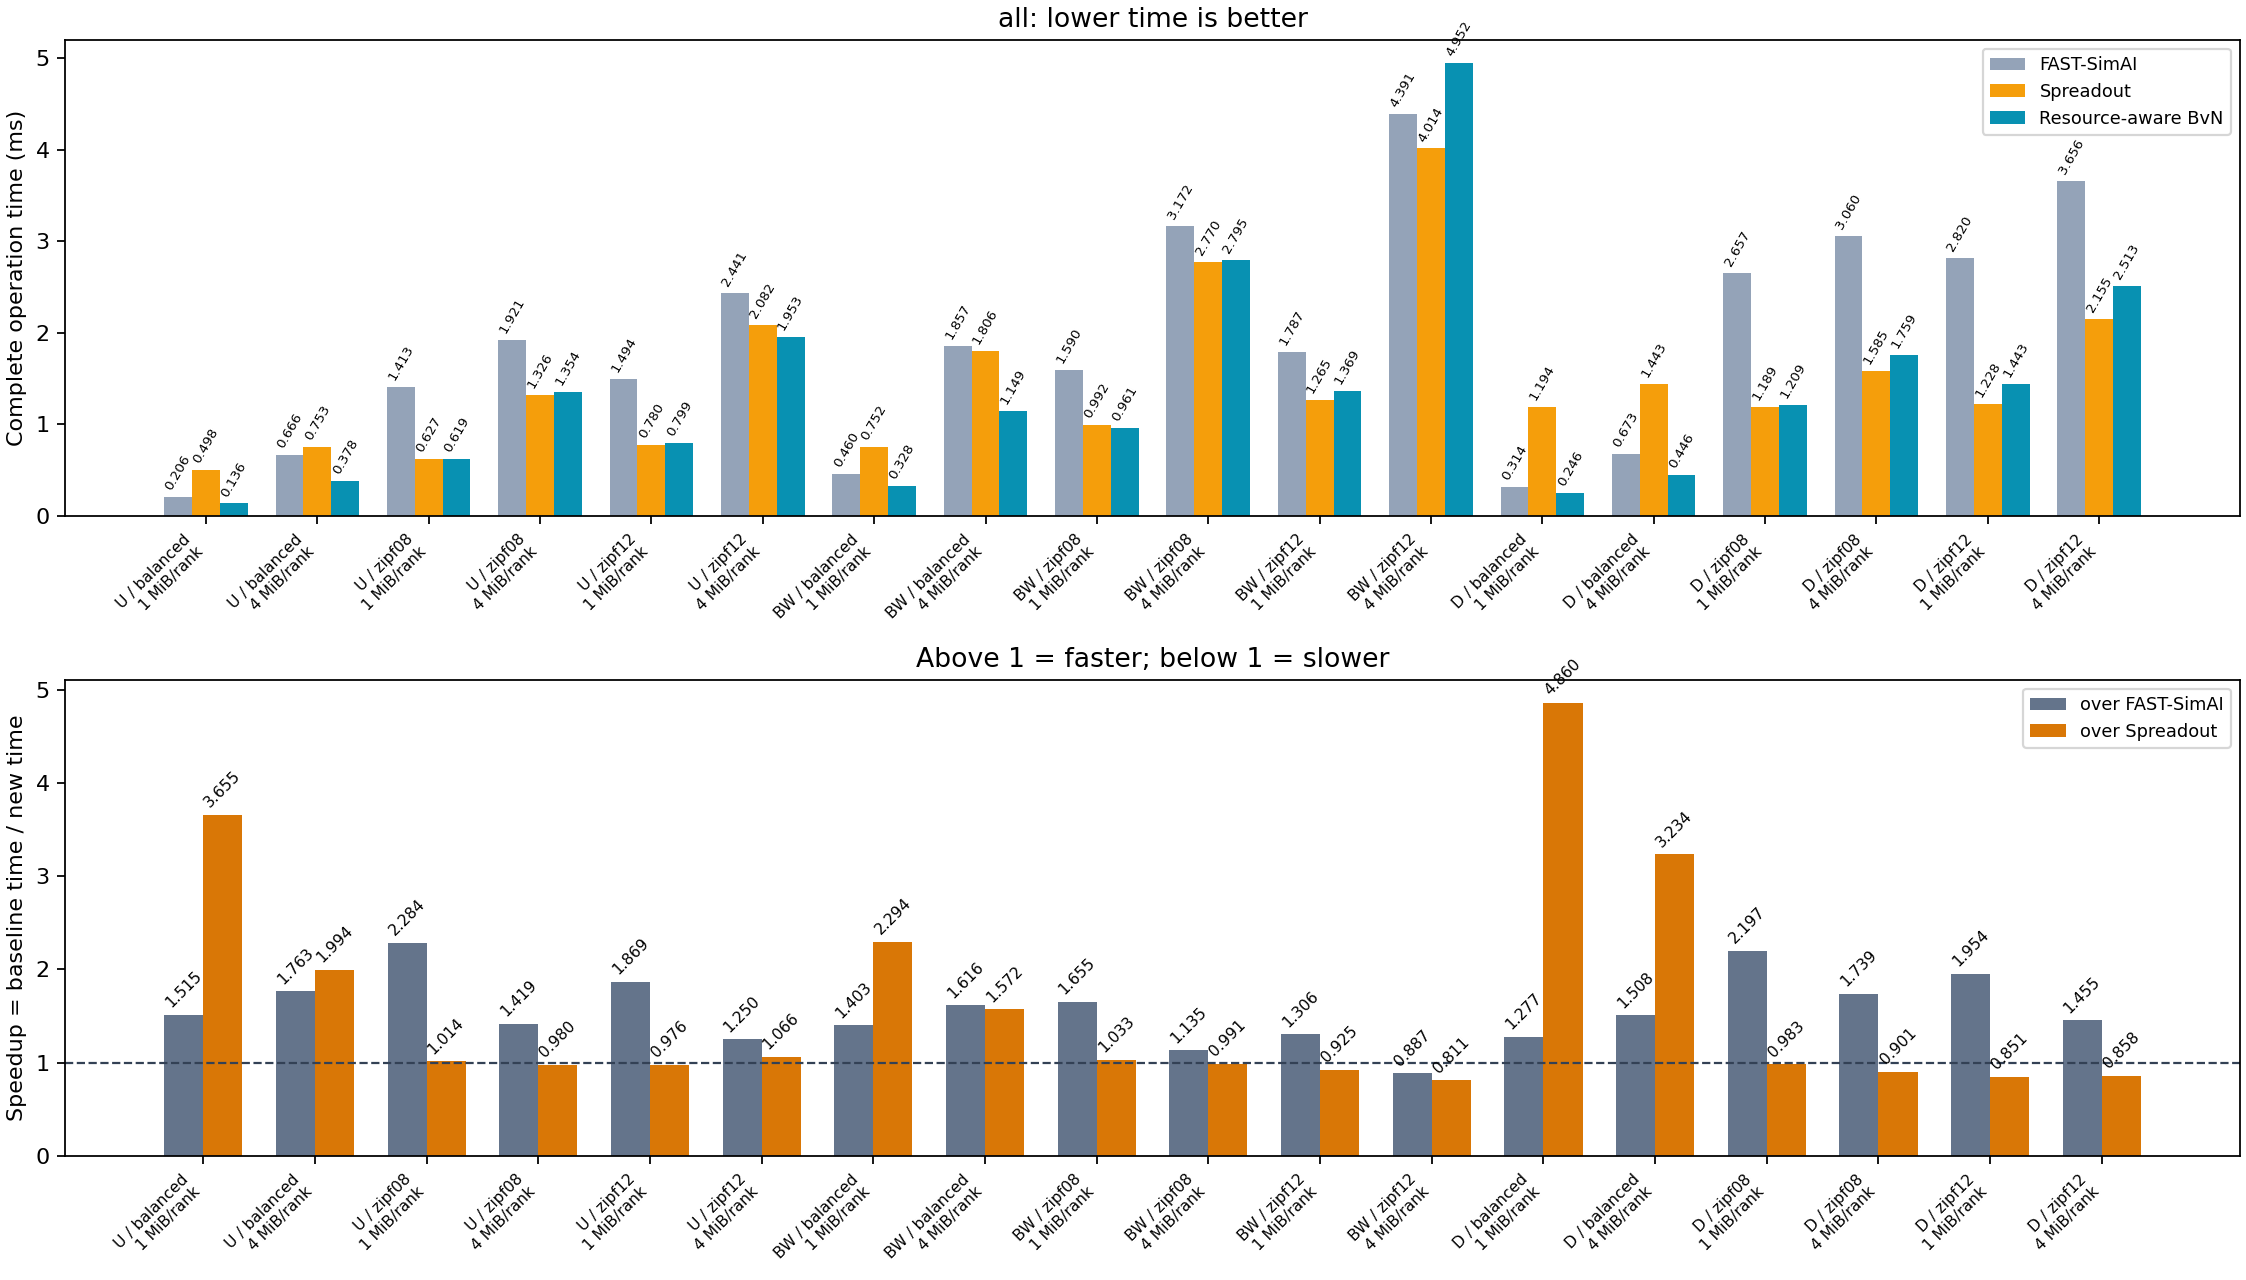 all: lower time is better
Complete operation time (ms)
5
4
3
2
1
0
FAST-SimAI
Spreadout
Resource-aware BvN
0.206
0.498
0.136
0.666
0.753
0.378
1.413
0.627
0.619
1.921
1.326
1.354
1.494
0.780
0.799
2.441
2.082
1.953
0.460
0.752
0.328
1.857
1.806
1.149
1.590
0.992
0.961
3.172
2.770
2.795
1.787
1.265
1.369
4.391
4.014
4.952
0.314
1.194
0.246
0.673
1.443
0.446
2.657
1.189
1.209
3.060
1.585
1.759
2.820
1.228
1.443
3.656
2.155
2.513
U / balanced
1 MiB/rank
U / balanced
4 MiB/rank
U / zipf08
1 MiB/rank
U / zipf08
4 MiB/rank
U / zipf12
1 MiB/rank
U / zipf12
4 MiB/rank
BW / balanced
1 MiB/rank
BW / balanced
4 MiB/rank
BW / zipf08
1 MiB/rank
BW / zipf08
4 MiB/rank
BW / zipf12
1 MiB/rank
BW / zipf12
4 MiB/rank
D / balanced
1 MiB/rank
D / balanced
4 MiB/rank
D / zipf08
1 MiB/rank
D / zipf08
4 MiB/rank
D / zipf12
1 MiB/rank
D / zipf12
4 MiB/rank
Above 1 = faster; below 1 = slower
Speedup = baseline time / new time
5
4
3
2
1
0
over FAST-SimAI
over Spreadout
1.515
3.655
1.763
1.994
2.284
1.014
1.419
0.980
1.869
0.976
1.250
1.066
1.403
2.294
1.616
1.572
1.655
1.033
1.135
0.991
1.306
0.925
0.887
0.811
1.277
4.860
1.508
3.234
2.197
0.983
1.739
0.901
1.954
0.851
1.455
0.858
U / balanced
1 MiB/rank
U / balanced
4 MiB/rank
U / zipf08
1 MiB/rank
U / zipf08
4 MiB/rank
U / zipf12
1 MiB/rank
U / zipf12
4 MiB/rank
BW / balanced
1 MiB/rank
BW / balanced
4 MiB/rank
BW / zipf08
1 MiB/rank
BW / zipf08
4 MiB/rank
BW / zipf12
1 MiB/rank
BW / zipf12
4 MiB/rank
D / balanced
1 MiB/rank
D / balanced
4 MiB/rank
D / zipf08
1 MiB/rank
D / zipf08
4 MiB/rank
D / zipf12
1 MiB/rank
D / zipf12
4 MiB/rank